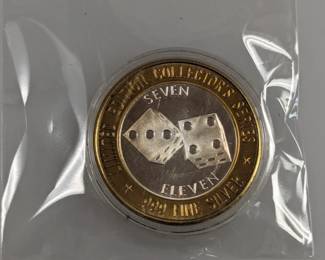 LIMITED EDITION COLLECTOR'S SERIES
SEVEN
ELEVEN
.999 FINE SILVER